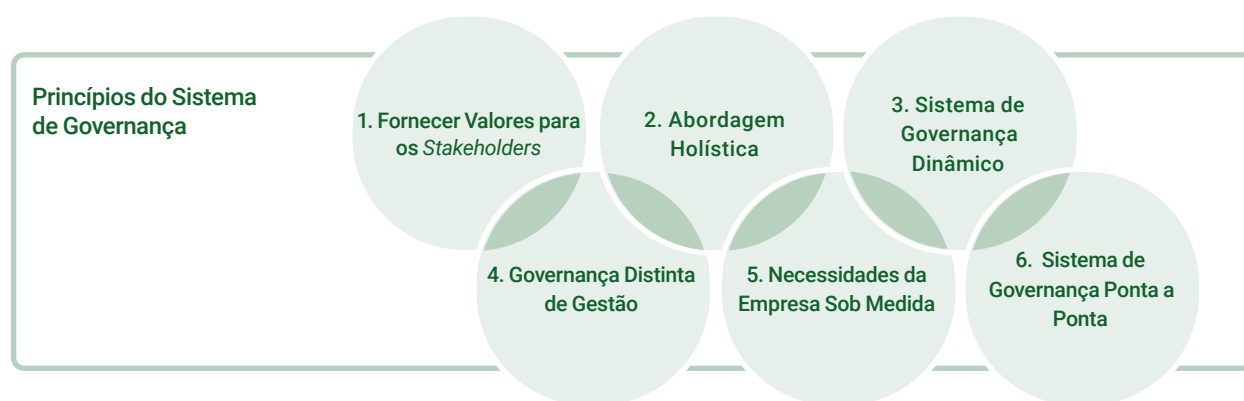 Princípios do Sistema
de Governança
1. Fornecer Valores para
os Stakeholders
2. Abordagem
Holística
3. Sistema de
Governança
Dinâmico
4. Governança Distinta
de Gestão
5. Necessidades da
Empresa Sob Medida
6. Sistema de
Governança Ponta a
Ponta